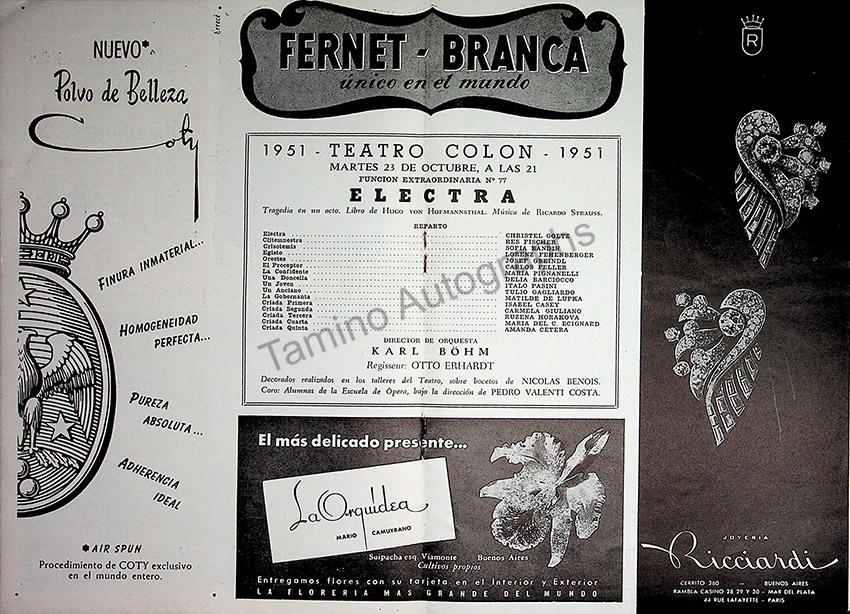 NUEVO*
Polvo de Belleza
Coty
FINURA INMATERIAL...
HOMOGENEIDAD
PERFECTA...
PUREZA
ABSOLUTA...
ADHERENCIA
IDEAL
*AIR SPUN
Procedimiento de COTY exclusivo
en el mundo entero.
Erreté
FERNET - BRANCA
único en el mundo
1951 - TEATRO COLON - 1951
MARTES 23 DE OCTUBRE, A LAS 21
FUNCION EXTRAORDINARIA Nº 77
ELECTRA
Tragedia en un acto. Libro de HUGO VON HOFMANNSTHAL. Música de RICARDO STRAUSS.
REPARTO
Electra CHRISTEL GOLTZ
Clitemnestra RES FISCHER
Crisotemis SOFIA BANDIN
Egisto LORENZ FEHENBERGER
Orestes JOSEF GREINDL
El Preceptor CARLOS FELLER
La Confidente MARIA PIGNANELLI
Una Doncella DELIA BARCIOCCO
Un Joven ITALO PASINI
Un Anciano TULIO GAGLIARDO
La Gobernanta MATILDE DE LUPKA
Criada Primera ISABEL CASEY
Criada Segunda CARMELA GIULIANO
Criada Tercera RUZENA HORAKOVA
Criada Cuarta MARIA DEL C. ECIGNARD
Criada Quinta AMANDA CETERA
DIRECTOR DE ORQUESTA
KARL BÖHM
Regisseur: OTTO ERHARDT
Decorados realizados en los talleres del Teatro, sobre bocetos de NICOLAS BENOIS.
Coro: Alumnas de la Escuela de Opera, bajo la dirección de PEDRO VALENTI COSTA.
Tamino Autographs
El más delicado presente...
La Orquídea
MARIO CAMUYRANO
Suipacha esq. Viamonte Buenos Aires
Cultivos propios
Entregamos flores con su tarjeta en el Interior y Exterior
LA FLORERIA MAS GRANDE DEL MUNDO
R
JOYERIA
Ricciardi
CERRITO 360 - BUENOS AIRES
RAMBLA CASINO 28 29 Y 30 - MAR DEL PLATA
44 RUE LAFAYETTE - PARIS